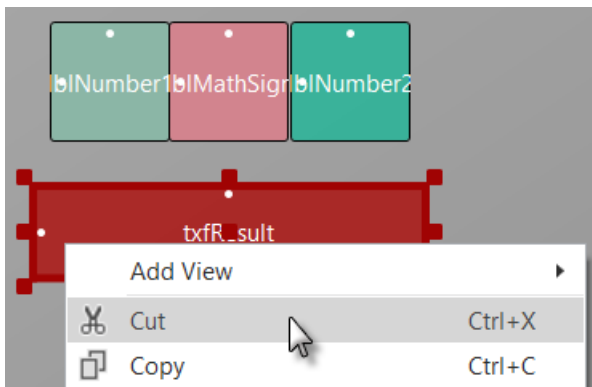 lblNumber1 lblMathSign lblNumber2
txfResult
Add View
Cut Ctrl+X
Copy Ctrl+C